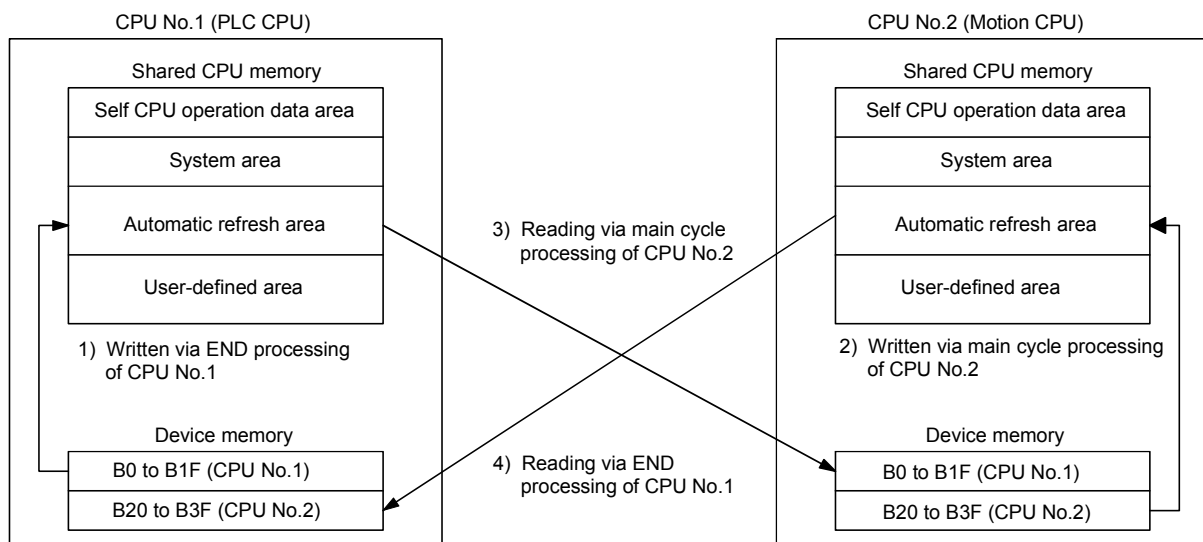 CPU No.1 (PLC CPU)
Shared CPU memory
Self CPU operation data area
System area
Automatic refresh area
User-defined area
1) Written via END processing
of CPU No.1
Device memory
B0 to B1F (CPU No.1)
B20 to B3F (CPU No.2)
3) Reading via main cycle
processing of CPU No.2
4) Reading via END
processing of CPU No.1
CPU No.2 (Motion CPU)
Shared CPU memory
Self CPU operation data area
System area
Automatic refresh area
User-defined area
2) Written via main cycle processing
of CPU No.2
Device memory
B0 to B1F (CPU No.1)
B20 to B3F (CPU No.2)